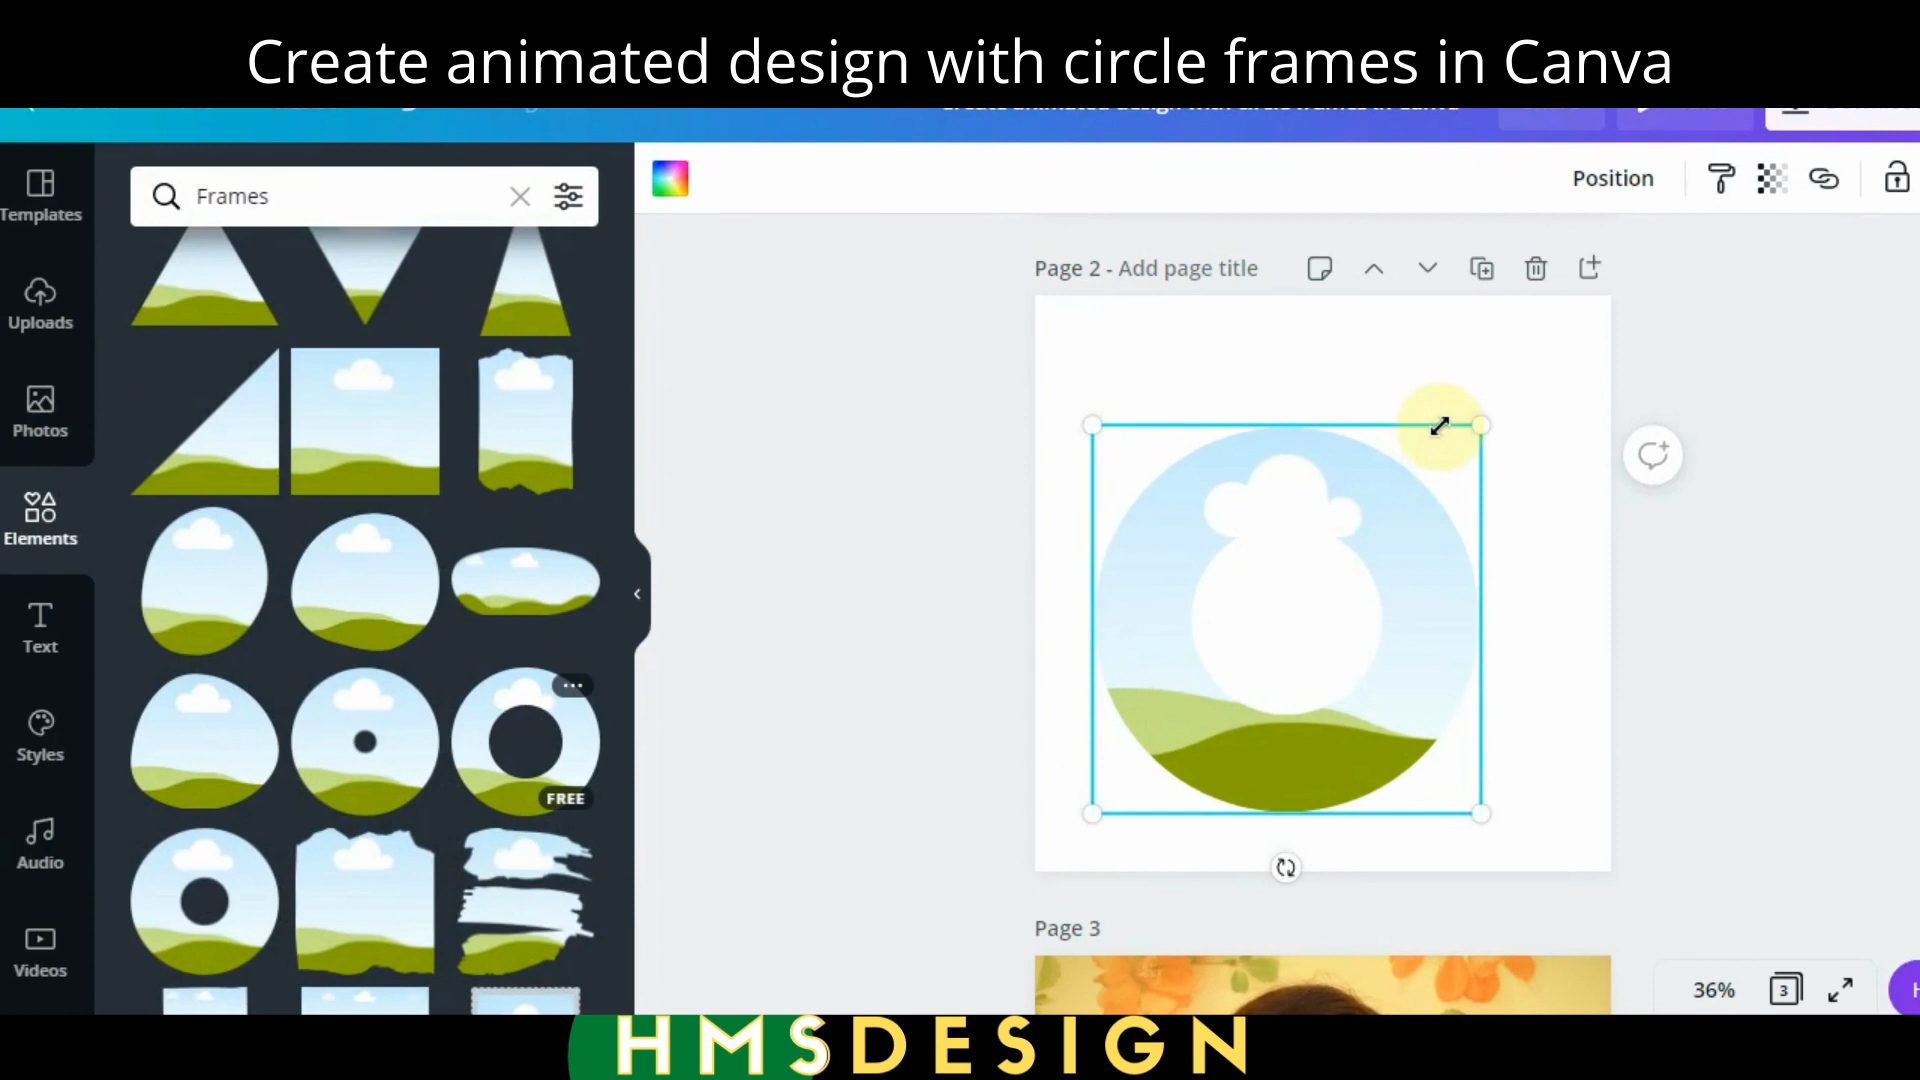 Create animated design with circle frames in Canva
Templates
Frames
Position
Uploads
Page 2 - Add page title
Photos
Elements
Text
Styles
FREE
Audio
Page 3
Videos
36%
3
H
HMSDESIGN